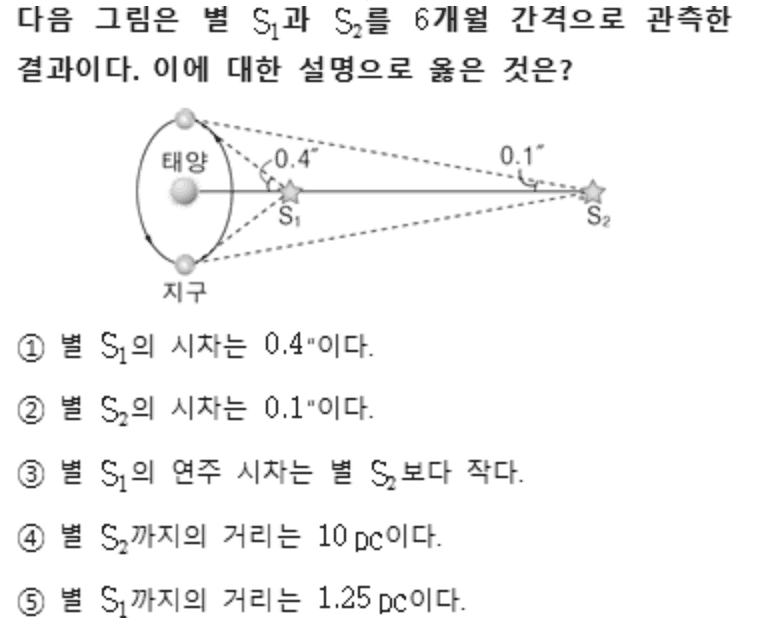 다음 그림은 별 S₁과 S₂를 6개월 간격으로 관측한
결과이다. 이에 대한 설명으로 옳은 것은?
태양
0.4″
0.1″
S₁
S₂
지구
① 별 S₁의 시차는 0.4″이다.
② 별 S₂의 시차는 0.1″이다.
③ 별 S₁의 연주 시차는 별 S₂보다 작다.
④ 별 S₂까지의 거리는 10pc이다.
⑤ 별 S₁까지의 거리는 1.25pc이다.